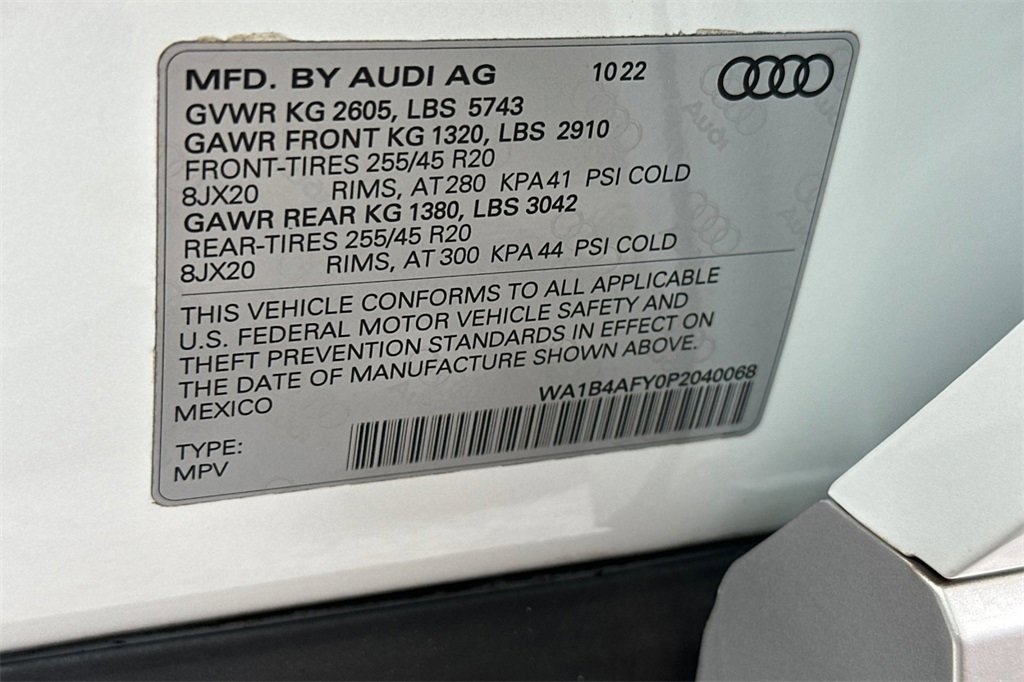 MFD. BY AUDI AG 10 22
GVWR KG 2605, LBS 5743
GAWR FRONT KG 1320, LBS 2910
FRONT-TIRES 255/45 R20
8JX20 RIMS, AT 280 KPA 41 PSI COLD
GAWR REAR KG 1380, LBS 3042
REAR-TIRES 255/45 R20
8JX20 RIMS, AT 300 KPA 44 PSI COLD
THIS VEHICLE CONFORMS TO ALL APPLICABLE
U.S. FEDERAL MOTOR VEHICLE SAFETY AND
THEFT PREVENTION STANDARDS IN EFFECT ON
THE DATE OF MANUFACTURE SHOWN ABOVE.
MEXICO
WA1B4AFY0P2040068
TYPE:
MPV